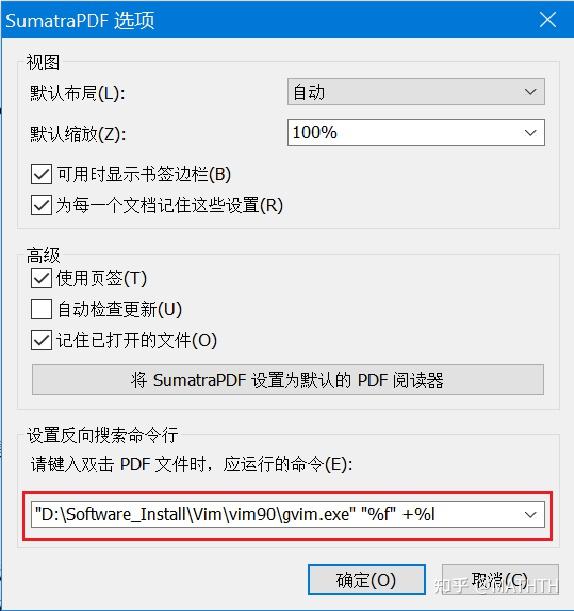 SumatraPDF 选项
视图
默认布局(L): 自动
默认缩放(Z): 100%
可用时显示书签边栏(B)
为每一个文档记住这些设置(R)
高级
使用页签(T)
自动检查更新(U)
记住已打开的文件(O)
将 SumatraPDF 设置为默认的 PDF 阅读器
设置反向搜索命令行
请键入双击 PDF 文件时，应运行的命令(E):
"D:\Software_Install\Vim\vim90\gvim.exe" "%f" +%l
确定(O) 取消(C)
知乎 @MATHTH